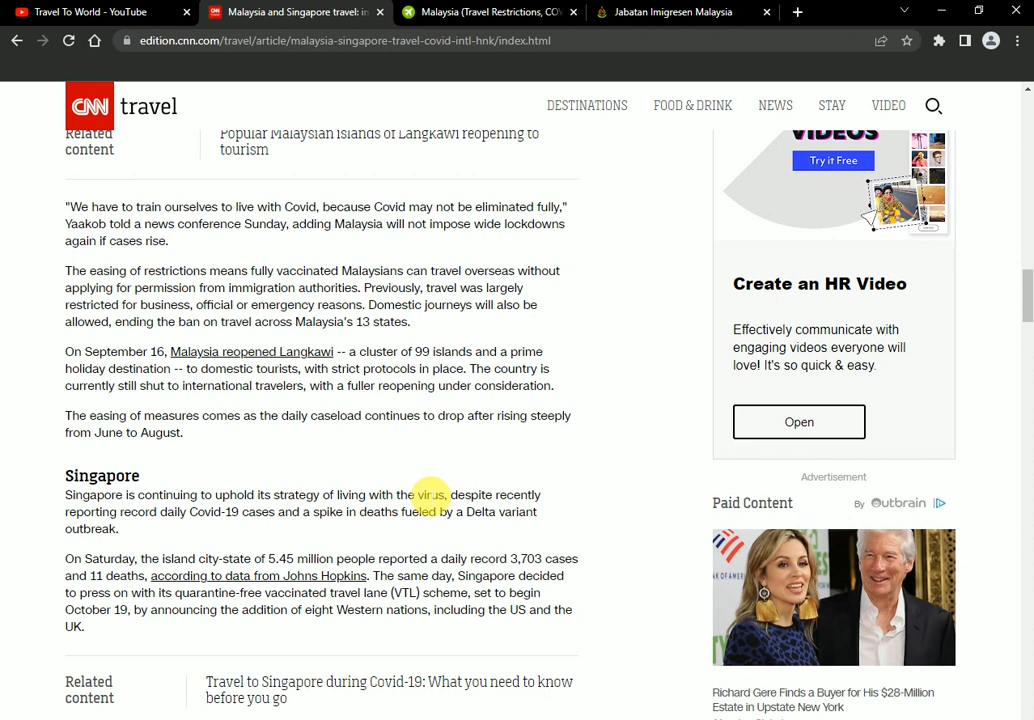 Travel To World - YouTube
Malaysia and Singapore travel: in
Malaysia (Travel Restrictions, COV
Jabatan Imigresen Malaysia
edition.cnn.com/travel/article/malaysia-singapore-travel-covid-intl-hnk/index.html
CNN travel
DESTINATIONS FOOD & DRINK NEWS STAY VIDEO
Related
content
Popular Malaysian islands of Langkawi reopening to
tourism
"We have to train ourselves to live with Covid, because Covid may not be eliminated fully,"
Yaakob told a news conference Sunday, adding Malaysia will not impose wide lockdowns
again if cases rise.
The easing of restrictions means fully vaccinated Malaysians can travel overseas without
applying for permission from immigration authorities. Previously, travel was largely
restricted for business, official or emergency reasons. Domestic journeys will also be
allowed, ending the ban on travel across Malaysia's 13 states.
On September 16, Malaysia reopened Langkawi -- a cluster of 99 islands and a prime
holiday destination -- to domestic tourists, with strict protocols in place. The country is
currently still shut to international travelers, with a fuller reopening under consideration.
The easing of measures comes as the daily caseload continues to drop after rising steeply
from June to August.
Singapore
Singapore is continuing to uphold its strategy of living with the virus, despite recently
reporting record daily Covid-19 cases and a spike in deaths fueled by a Delta variant
outbreak.
On Saturday, the island city-state of 5.45 million people reported a daily record 3,703 cases
and 11 deaths, according to data from Johns Hopkins. The same day, Singapore decided
to press on with its quarantine-free vaccinated travel lane (VTL) scheme, set to begin
October 19, by announcing the addition of eight Western nations, including the US and the
UK.
Related
content
Travel to Singapore during Covid-19: What you need to know
before you go
VIDEOS
Try it Free
Create an HR Video
Effectively communicate with
engaging videos everyone will
love! It's so quick & easy.
Open
Advertisement
Paid Content
By Outbrain
Richard Gere Finds a Buyer for His $28-Million
Estate in Upstate New York